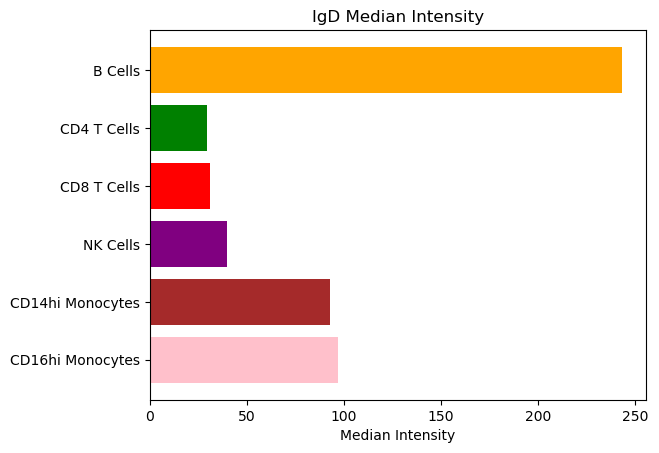 IgD Median Intensity
B Cells
CD4 T Cells
CD8 T Cells
NK Cells
CD14hi Monocytes
CD16hi Monocytes
0 50 100 150 200 250
Median Intensity